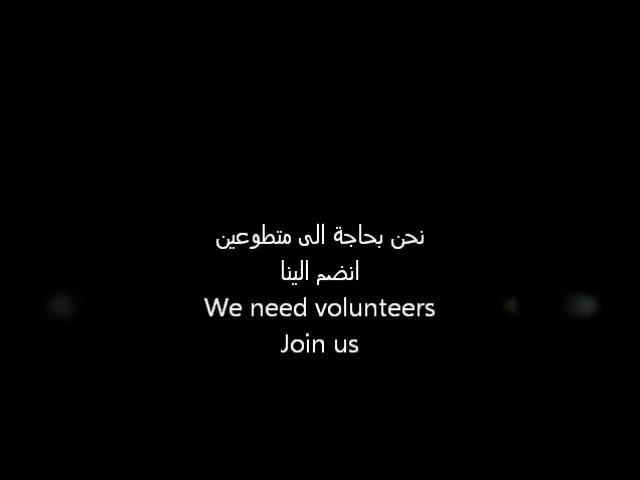 نحن بحاجة الى متطوعين
انضم الينا
We need volunteers
Join us